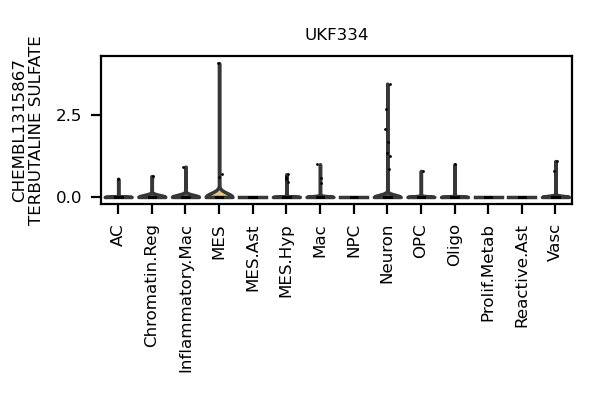 UKF334
CHEMBL1315867
TERBUTALINE SULFATE
2.5
0.0
AC
Chromatin.Reg
Inflammatory.Mac
MES
MES.Ast
MES.Hyp
Mac
NPC
Neuron
OPC
Oligo
Prolif.Metab
Reactive.Ast
Vasc